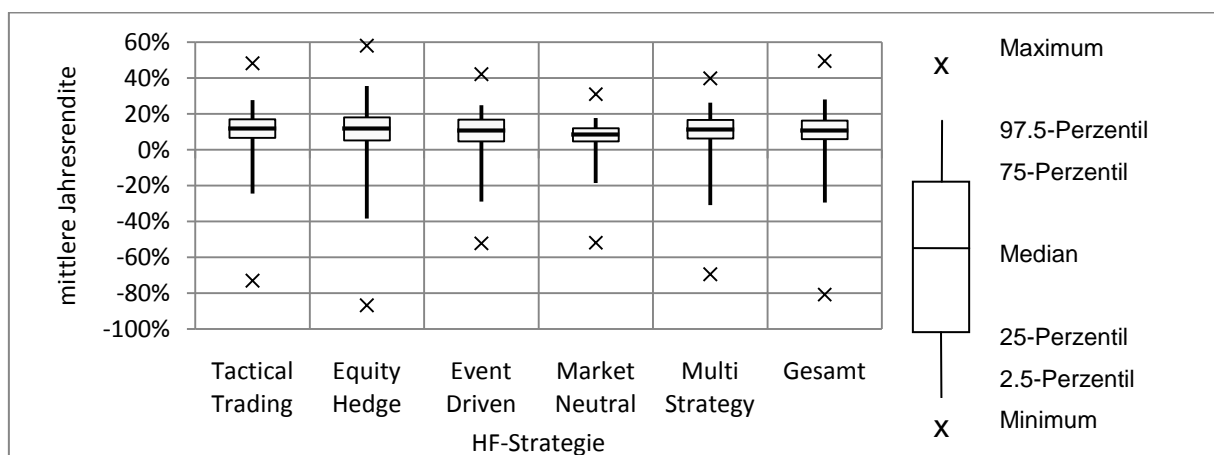 mittlere Jahresrendite
60%
40%
20%
0%
-20%
-40%
-60%
-80%
-100%
Tactical
Trading
Equity
Hedge
Event
Driven
Market
Neutral
Multi
Strategy
Gesamt
HF-Strategie
x
Maximum
97.5-Perzentil
75-Perzentil
Median
25-Perzentil
2.5-Perzentil
x
Minimum